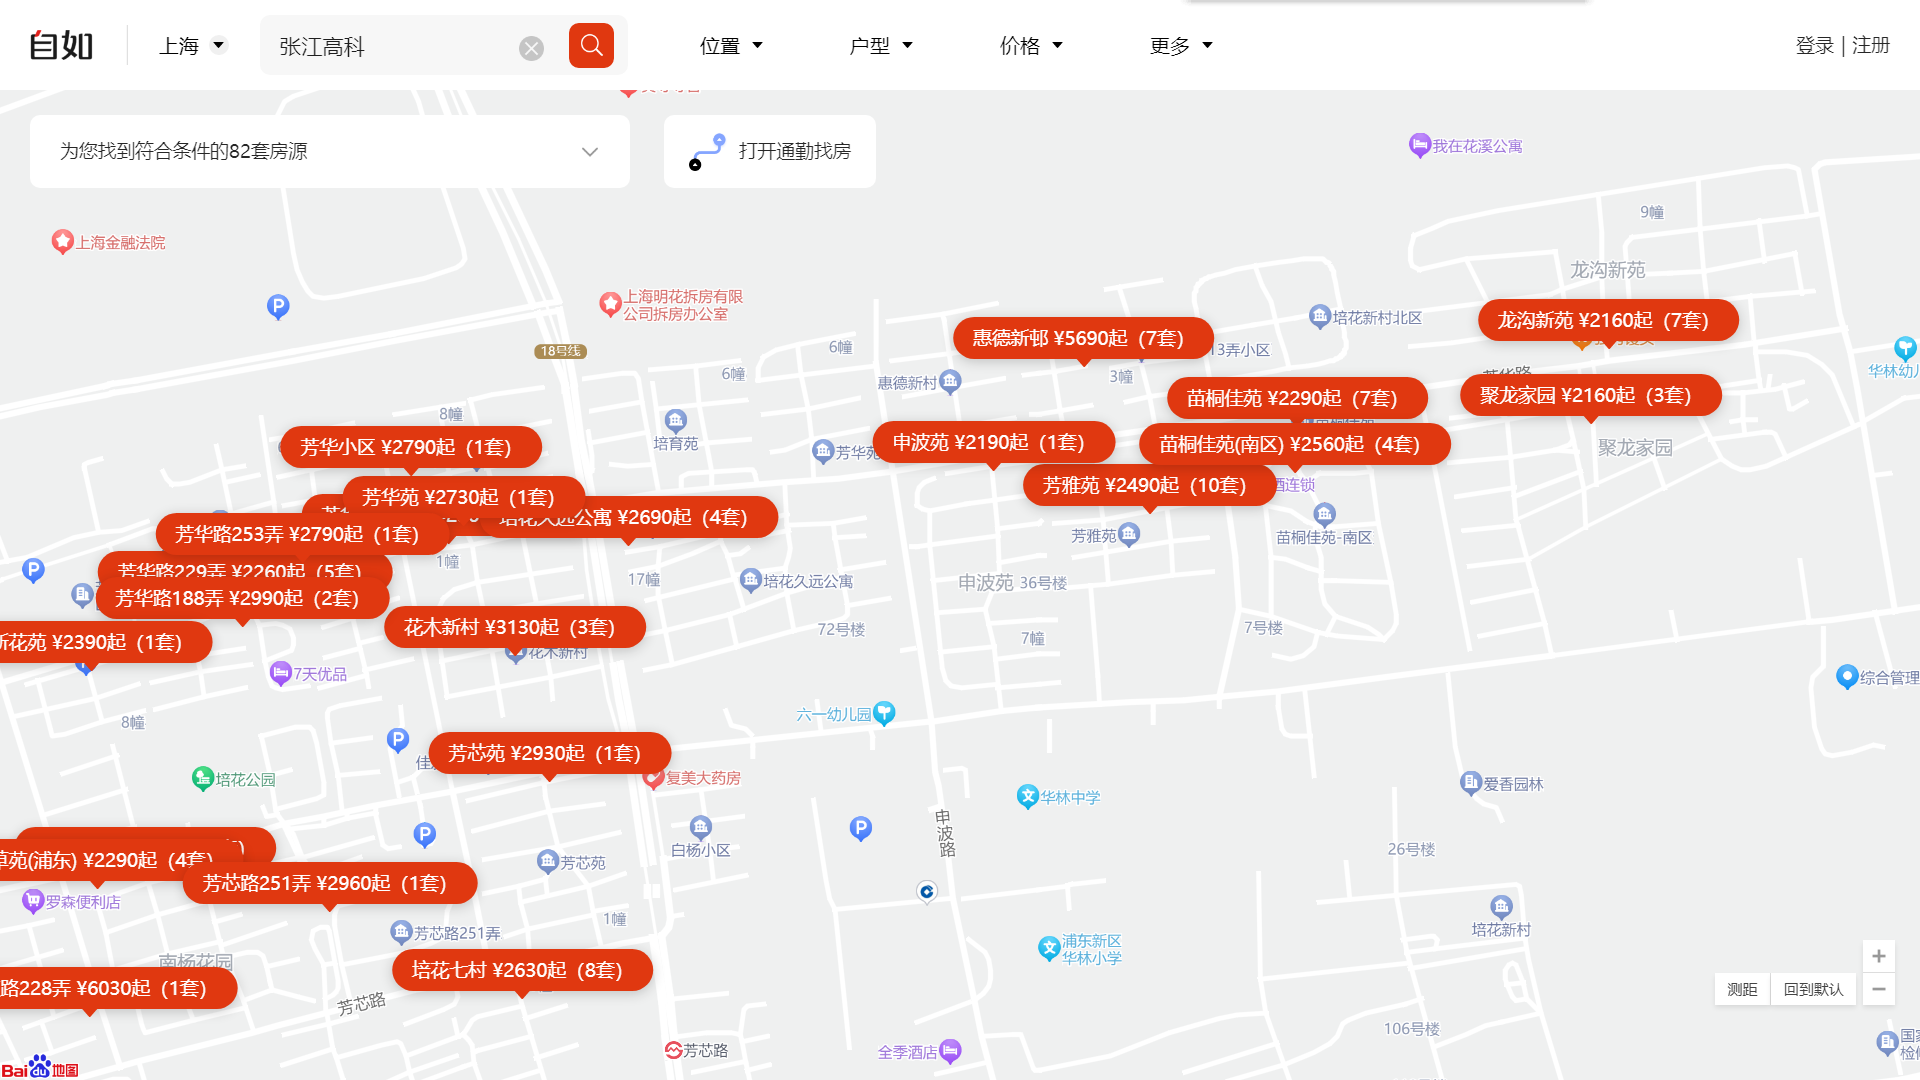 自如
上海
张江高科
位置
户型
价格
更多
登录 | 注册
为您找到符合条件的82套房源
打开通勤找房
我在花溪公寓
9幢
上海金融法院
龙沟新苑
上海明花拆房有限
公司拆房办公室
培花新村北区
龙沟新苑 ¥2160起（7套）
惠德新邨 ¥5690起（7套）
13弄小区
18号线
6幢
6幢
3幢
惠德新村
华林幼儿
苗桐佳苑 ¥2290起（7套）
聚龙家园 ¥2160起（3套）
8幢
培育苑
芳华苑
申波苑 ¥2190起（1套）
苗桐佳苑(南区) ¥2560起（4套）
聚龙家园
芳华小区 ¥2790起（1套）
芳雅苑 ¥2490起（10套）
酒连锁
芳华苑 ¥2730起（1套）
培花久远公寓 ¥2690起（4套）
芳华路253弄 ¥2790起（1套）
芳雅苑
苗桐佳苑-南区
1幢
芳华路229弄 ¥2260起（5套）
17幢
培花久远公寓
申波苑
36号楼
芳华路188弄 ¥2990起（2套）
花木新村 ¥3130起（3套）
72号楼
7幢
7号楼
新花苑 ¥2390起（1套）
花木新村
7天优品
综合管理
8幢
六一幼儿园
芳芯苑 ¥2930起（1套）
复美大药房
培花公园
华林中学
爱香园林
申波路
白杨小区
26号楼
芳芯苑
草苑(浦东) ¥2290起（4套）
芳芯路251弄 ¥2960起（1套）
罗森便利店
1幢
芳芯路251弄
培花新村
浦东新区
华林小学
南杨花园
培花七村 ¥2630起（8套）
路228弄 ¥6030起（1套）
芳芯路
测距
回到默认
106号楼
芳芯路
全季酒店
国家
检修
Bai du 地图